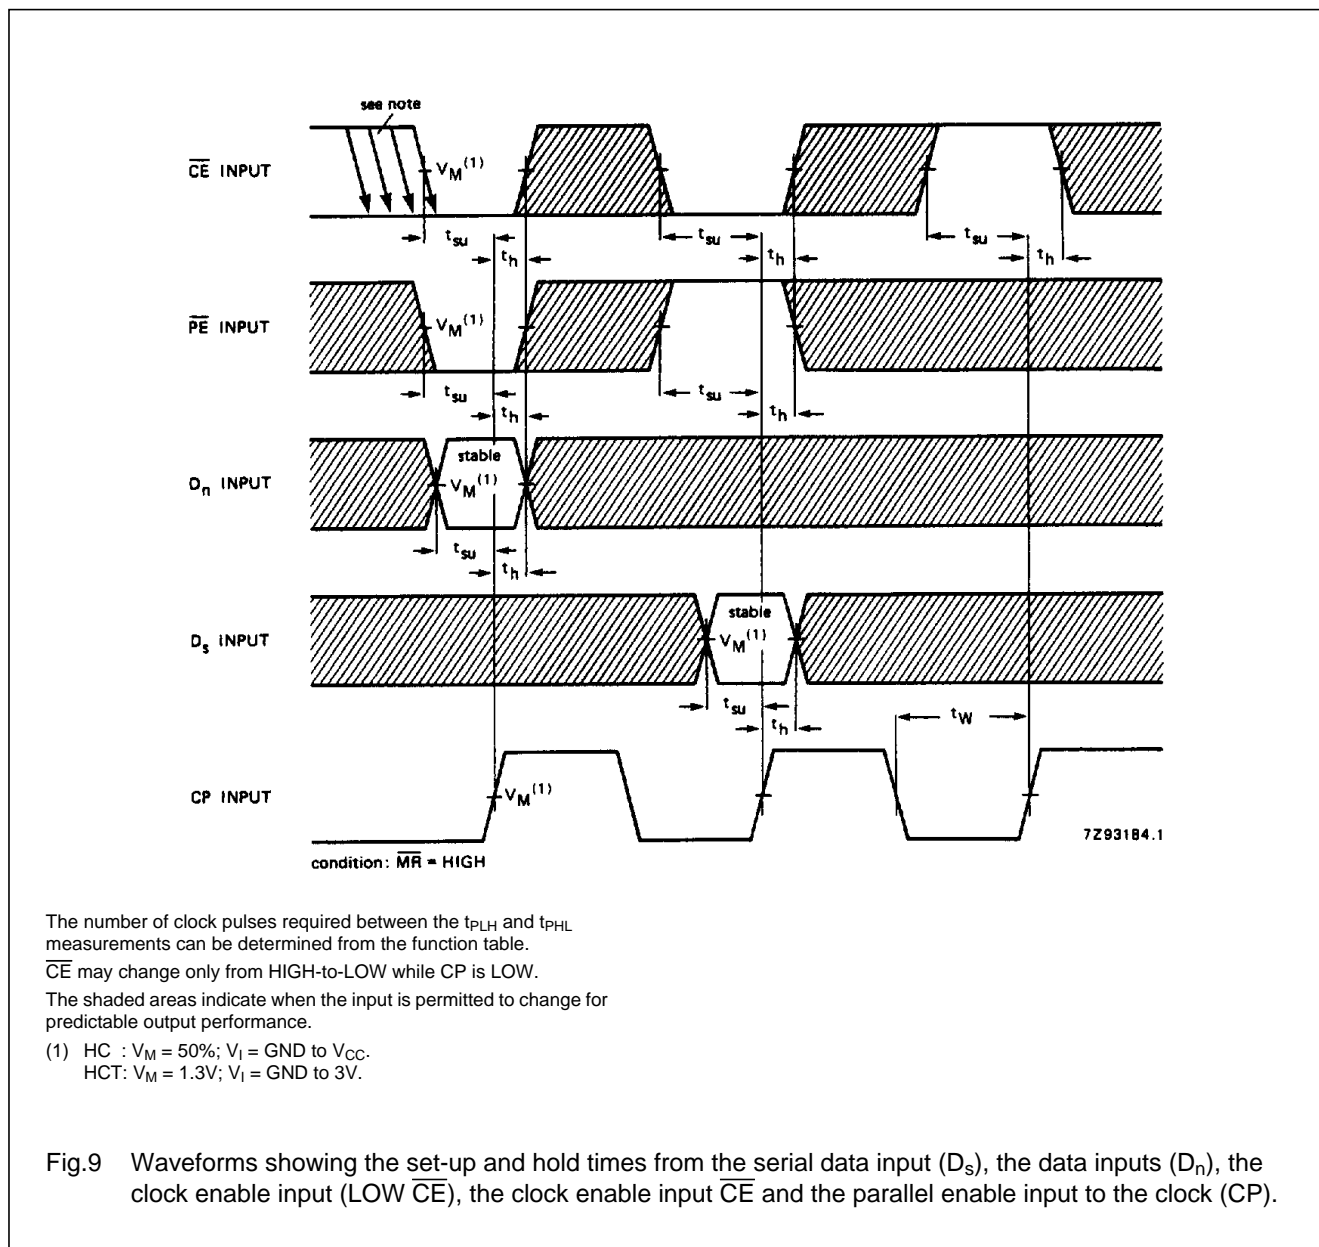 see note
CE INPUT
V_M(1)
t_su
t_su
t_su
t_h
t_h
t_h
PE INPUT
V_M(1)
t_su
t_su
t_h
t_h
D_n INPUT
stable
V_M(1)
t_su
t_h
D_s INPUT
stable
V_M(1)
t_su
t_h
t_W
CP INPUT
V_M(1)
7Z93184.1
condition: MR = HIGH
The number of clock pulses required between the t_PLH and t_PHL
measurements can be determined from the function table.
CE may change only from HIGH-to-LOW while CP is LOW.
The shaded areas indicate when the input is permitted to change for
predictable output performance.
(1) HC : V_M = 50%; V_I = GND to V_CC.
HCT: V_M = 1.3V; V_I = GND to 3V.
Fig.9 Waveforms showing the set-up and hold times from the serial data input (D_s), the data inputs (D_n), the
clock enable input (LOW CE), the clock enable input CE and the parallel enable input to the clock (CP).